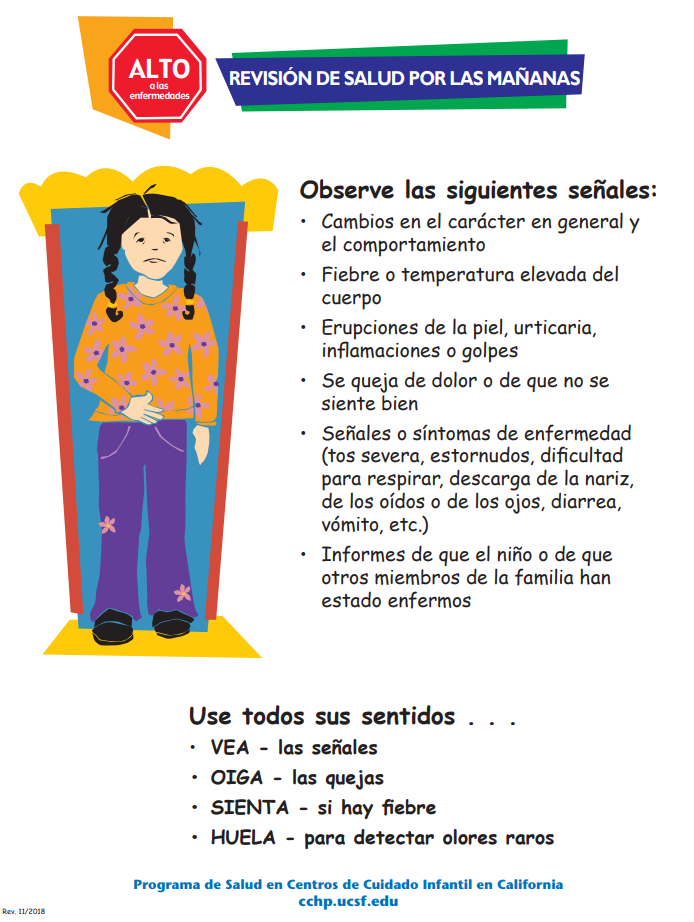 ALTO
a las
enfermedades
REVISIÓN DE SALUD POR LAS MAÑANAS
Observe las siguientes señales:
• Cambios en el carácter en general y
el comportamiento
• Fiebre o temperatura elevada del
cuerpo
• Erupciones de la piel, urticaria,
inflamaciones o golpes
• Se queja de dolor o de que no se
siente bien
• Señales o síntomas de enfermedad
(tos severa, estornudos, dificultad
para respirar, descarga de la nariz,
de los oídos o de los ojos, diarrea,
vómito, etc.)
• Informes de que el niño o de que
otros miembros de la familia han
estado enfermos
Use todos sus sentidos . . .
• VEA - las señales
• OIGA - las quejas
• SIENTA - si hay fiebre
• HUELA - para detectar olores raros
Programa de Salud en Centros de Cuidado Infantil en California
cchp.ucsf.edu
Rev. 11/2018